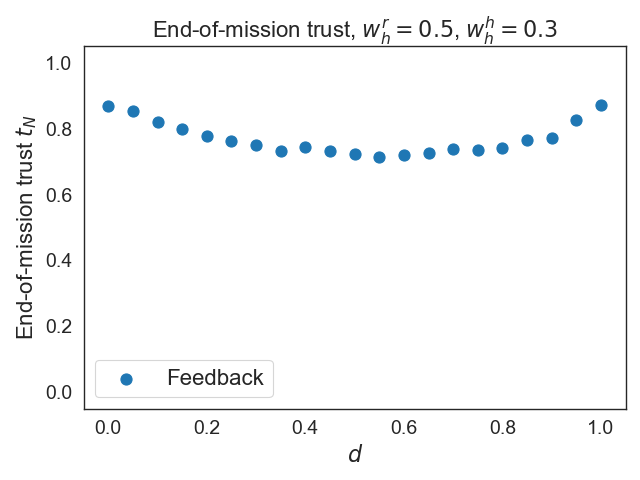 End-of-mission trust, $w_h^r = 0.5$, $w_h^h = 0.3$
End-of-mission trust $t_N$
1.0
0.8
0.6
0.4
0.2
0.0
Feedback
0.0 0.2 0.4 0.6 0.8 1.0
d